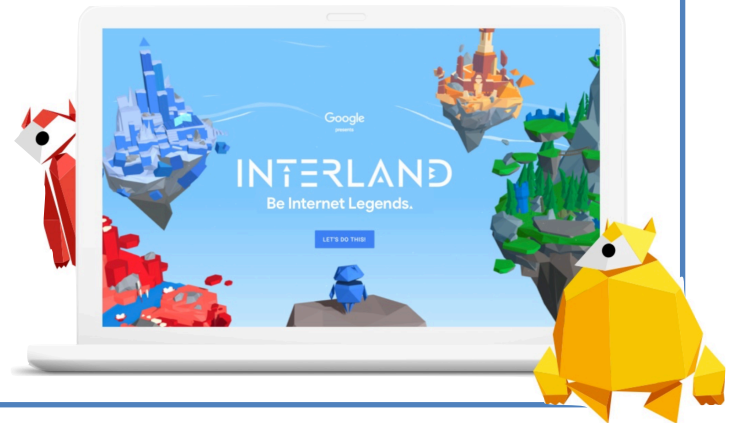 Google
presents
INTERLAND
Be Internet Legends.
LET'S DO THIS!